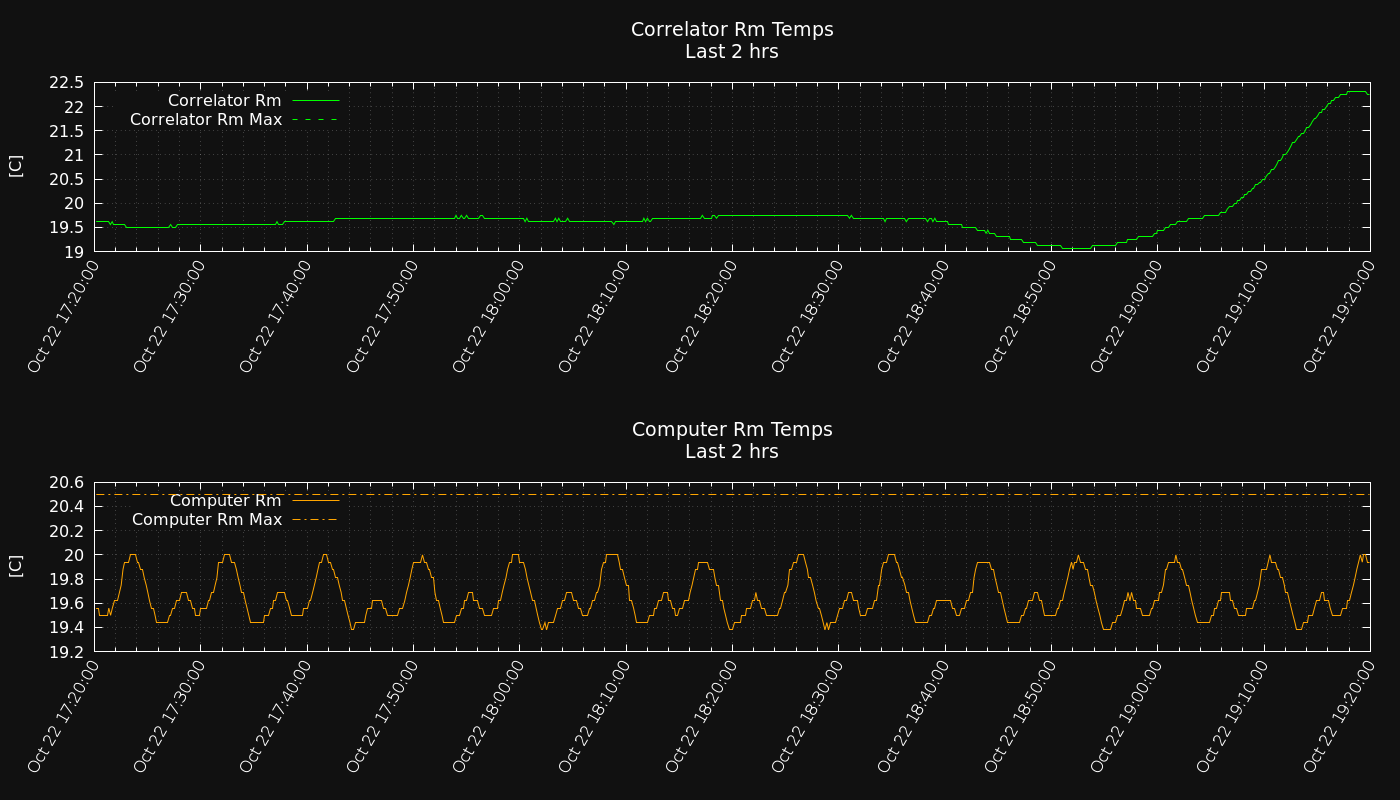 Correlator Rm Temps
Last 2 hrs
22.5
22
21.5
21
20.5
20
19.5
19
[C]
Correlator Rm
Correlator Rm Max
Oct 22 17:20:00
Oct 22 17:30:00
Oct 22 17:40:00
Oct 22 17:50:00
Oct 22 18:00:00
Oct 22 18:10:00
Oct 22 18:20:00
Oct 22 18:30:00
Oct 22 18:40:00
Oct 22 18:50:00
Oct 22 19:00:00
Oct 22 19:10:00
Oct 22 19:20:00
Computer Rm Temps
Last 2 hrs
20.6
20.4
20.2
20
19.8
19.6
19.4
19.2
[C]
Computer Rm
Computer Rm Max
Oct 22 17:20:00
Oct 22 17:30:00
Oct 22 17:40:00
Oct 22 17:50:00
Oct 22 18:00:00
Oct 22 18:10:00
Oct 22 18:20:00
Oct 22 18:30:00
Oct 22 18:40:00
Oct 22 18:50:00
Oct 22 19:00:00
Oct 22 19:10:00
Oct 22 19:20:00